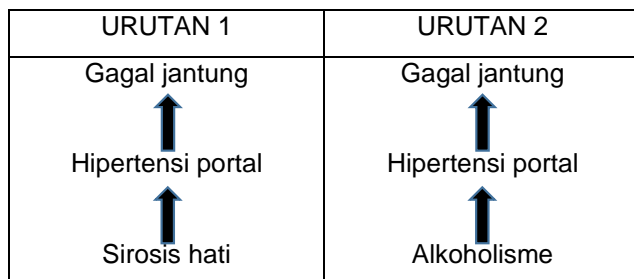 URUTAN 1 URUTAN 2
Gagal jantung Gagal jantung
Hipertensi portal Hipertensi portal
Sirosis hati Alkoholisme